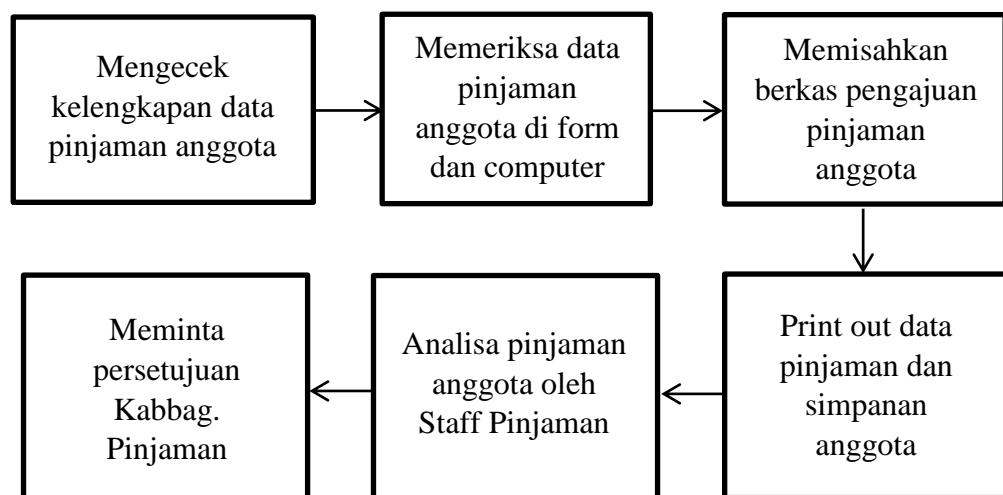 Mengecek
kelengkapan data
pinjaman anggota
Memeriksa data
pinjaman
anggota di form
dan computer
Memisahkan
berkas pengajuan
pinjaman
anggota
Print out data
pinjaman dan
simpanan
anggota
Analisa pinjaman
anggota oleh
Staff Pinjaman
Meminta
persetujuan
Kabbag.
Pinjaman